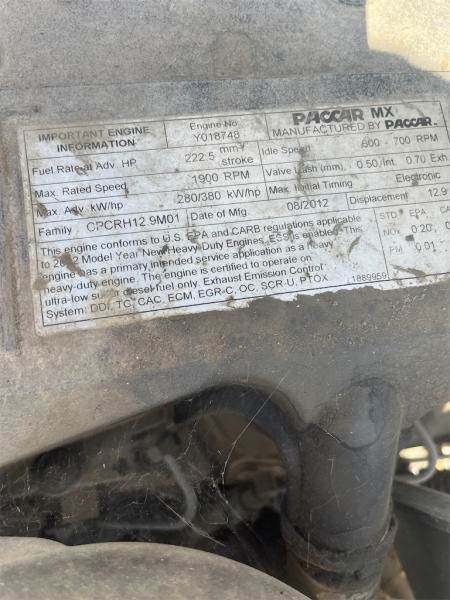 IMPORTANT ENGINE INFORMATION
Engine No.
Y018748
PACCAR MX
MANUFACTURED BY PACCAR
Fuel Rate at Adv. HP
222.5 mm³/stroke
Idle Speed
600 - 700 RPM
Max. Rated Speed
1900 RPM
Valve Lash (mm)
0.50 Int. 0.70 Exh.
Max. Adv. kW/hp
280/380 kW/hp
Max. Initial Timing
Electronic
Family
CPCRH12.9M01
Date of Mfg.
08/2012
Displacement
12.9
This engine conforms to U.S. EPA and CARB regulations applicable
to 2012 Model Year New Heavy-Duty Engines. is enabled. This
engine has a primary intended service application as a heavy
heavy-duty engine. The engine is certified to operate on
ultra-low sulfur diesel fuel only. Exhaust Emission Control
System: DDI, TC, CAC, ECM, EGR-C, OC, SCR-U, PTOX
STD. EPA
NOx 0.20
PM 0.01
1889959